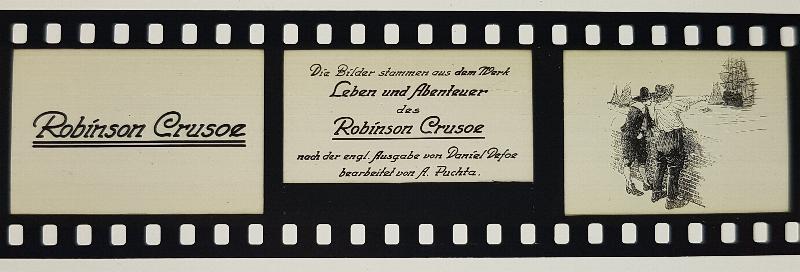 Robinson Crusoe
Die Bilder stammen aus dem Werk
Leben und Abenteuer
des
Robinson Crusoe
nach der engl. Ausgabe von Daniel Defoe
bearbeitet von A. Puchta.